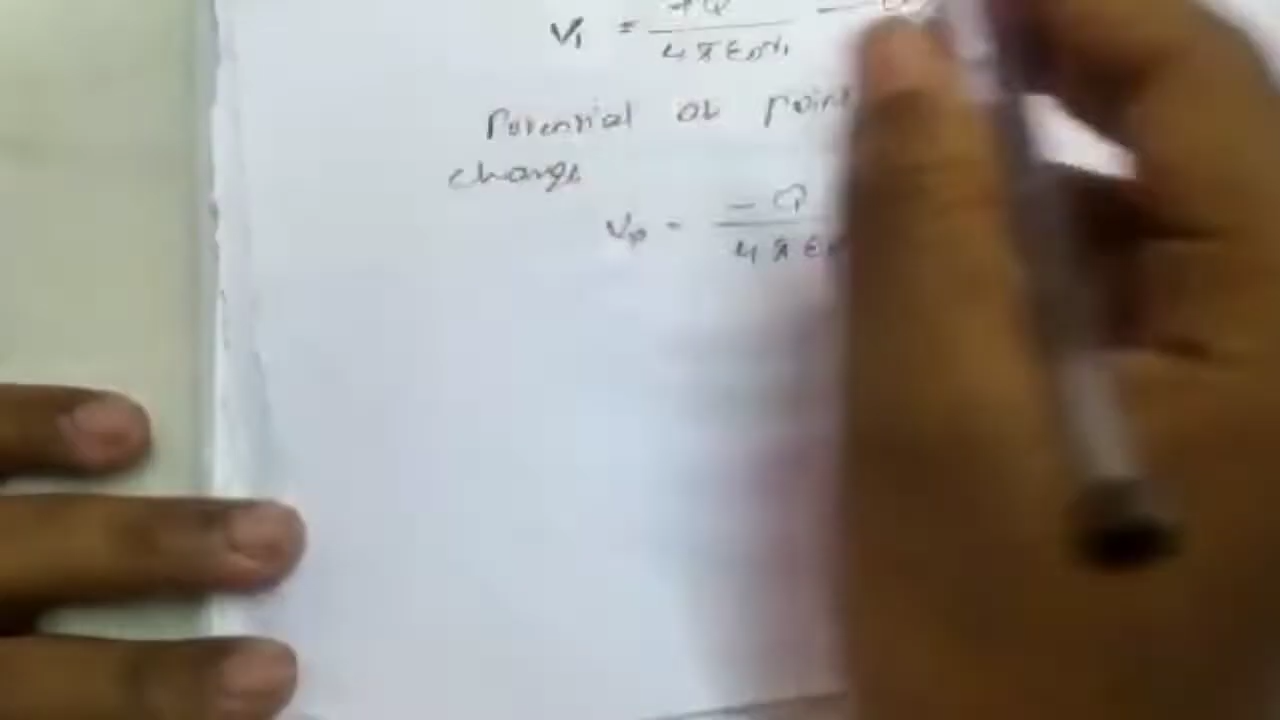 V₁ = +Q / 4πε₀r₁
Potential at point
charge
Vp = -Q / 4πε